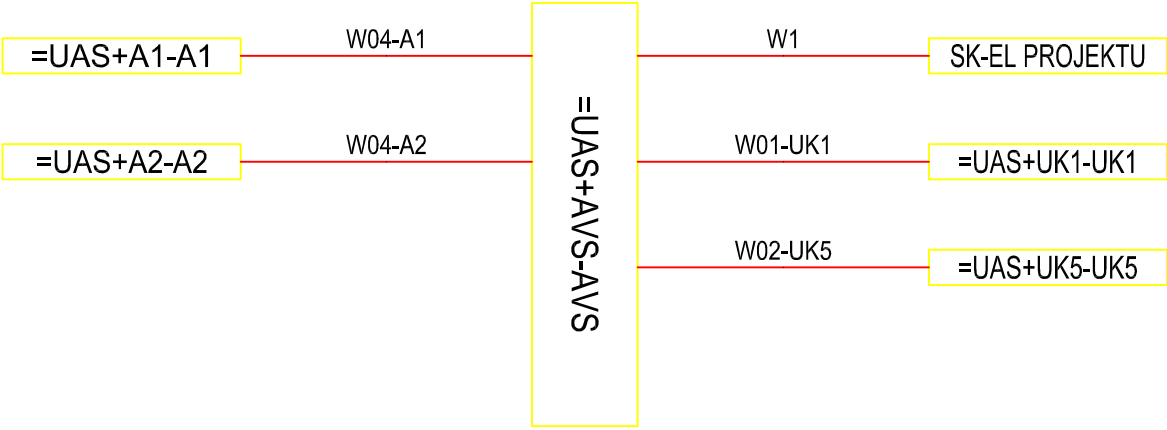 W04-A1
W1
=UAS+A1-A1
SK-EL PROJEKTU
W04-A2
W01-UK1
=UAS+A2-A2
=UAS+UK1-UK1
=UAS+AVS-AVS
W02-UK5
=UAS+UK5-UK5